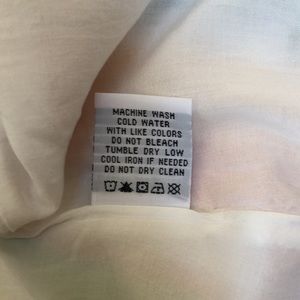 MACHINE WASH
COLD WATER
WITH LIKE COLORS
DO NOT BLEACH
TUMBLE DRY LOW
COOL IRON IF NEEDED
DO NOT DRY CLEAN